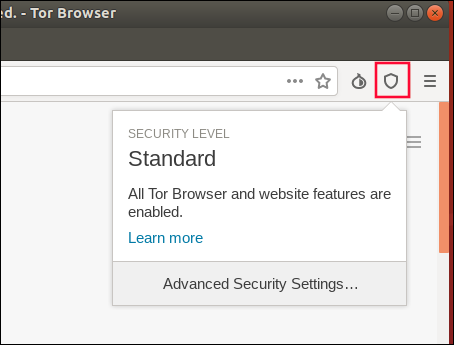 ed. - Tor Browser
SECURITY LEVEL
Standard
All Tor Browser and website features are
enabled.
Learn more
Advanced Security Settings…